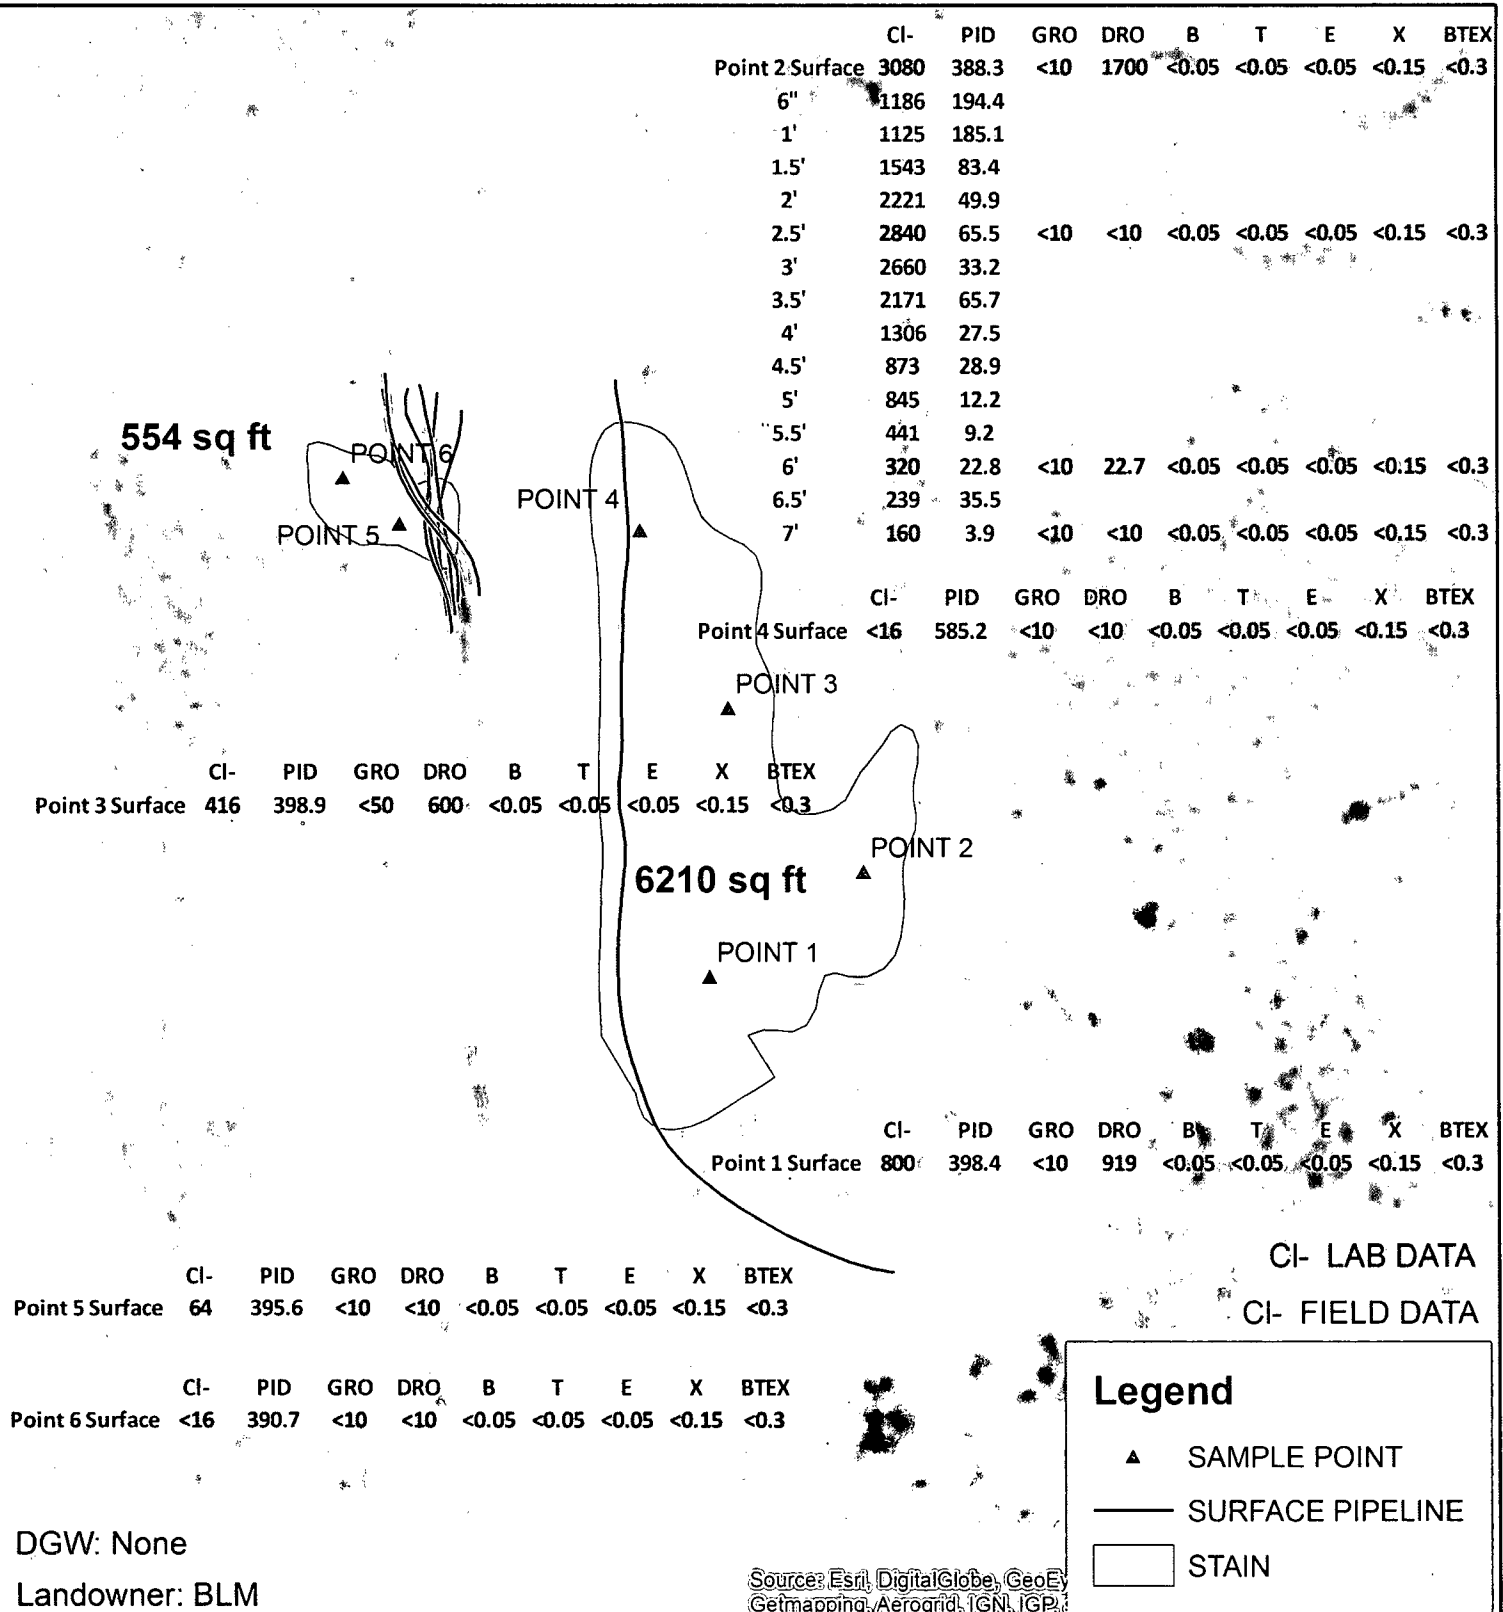 Cl- PID GRO DRO B T E X BTEX
Point 2 Surface 3080 388.3 <10 1700 <0.05 <0.05 <0.05 <0.15 <0.3
6" 1186 194.4
1' 1125 185.1
1.5' 1543 83.4
2' 2221 49.9
2.5' 2840 65.5 <10 <10 <0.05 <0.05 <0.05 <0.15 <0.3
3' 2660 33.2
3.5' 2171 65.7
4' 1306 27.5
4.5' 873 28.9
5' 845 12.2
5.5' 441 9.2
6' 320 22.8 <10 22.7 <0.05 <0.05 <0.05 <0.15 <0.3
6.5' 239 35.5
7' 160 3.9 <10 <10 <0.05 <0.05 <0.05 <0.15 <0.3
554 sq ft
POINT 6
POINT 5
POINT 4
Cl- PID GRO DRO B T E X BTEX
Point 4 Surface <16 585.2 <10 <10 <0.05 <0.05 <0.05 <0.15 <0.3
POINT 3
Cl- PID GRO DRO B T E X BTEX
Point 3 Surface 416 398.9 <50 600 <0.05 <0.05 <0.05 <0.15 <0.3
POINT 2
6210 sq ft
POINT 1
Cl- PID GRO DRO B T E X BTEX
Point 1 Surface 800 398.4 <10 919 <0.05 <0.05 <0.05 <0.15 <0.3
Cl- LAB DATA
Cl- FIELD DATA
Cl- PID GRO DRO B T E X BTEX
Point 5 Surface 64 395.6 <10 <10 <0.05 <0.05 <0.05 <0.15 <0.3
Cl- PID GRO DRO B T E X BTEX
Point 6 Surface <16 390.7 <10 <10 <0.05 <0.05 <0.05 <0.15 <0.3
Legend
SAMPLE POINT
SURFACE PIPELINE
STAIN
DGW: None
Landowner: BLM
Source: Esri, DigitalGlobe, GeoEy
Getmapping, Aerogrid, IGN, IGP,